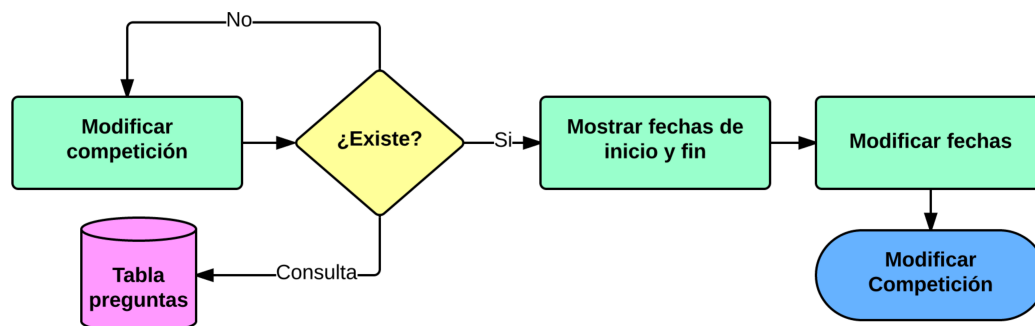 No
Modificar
competición
¿Existe?
Si
Mostrar fechas de
inicio y fin
Modificar fechas
Tabla
preguntas
Consulta
Modificar
Competición